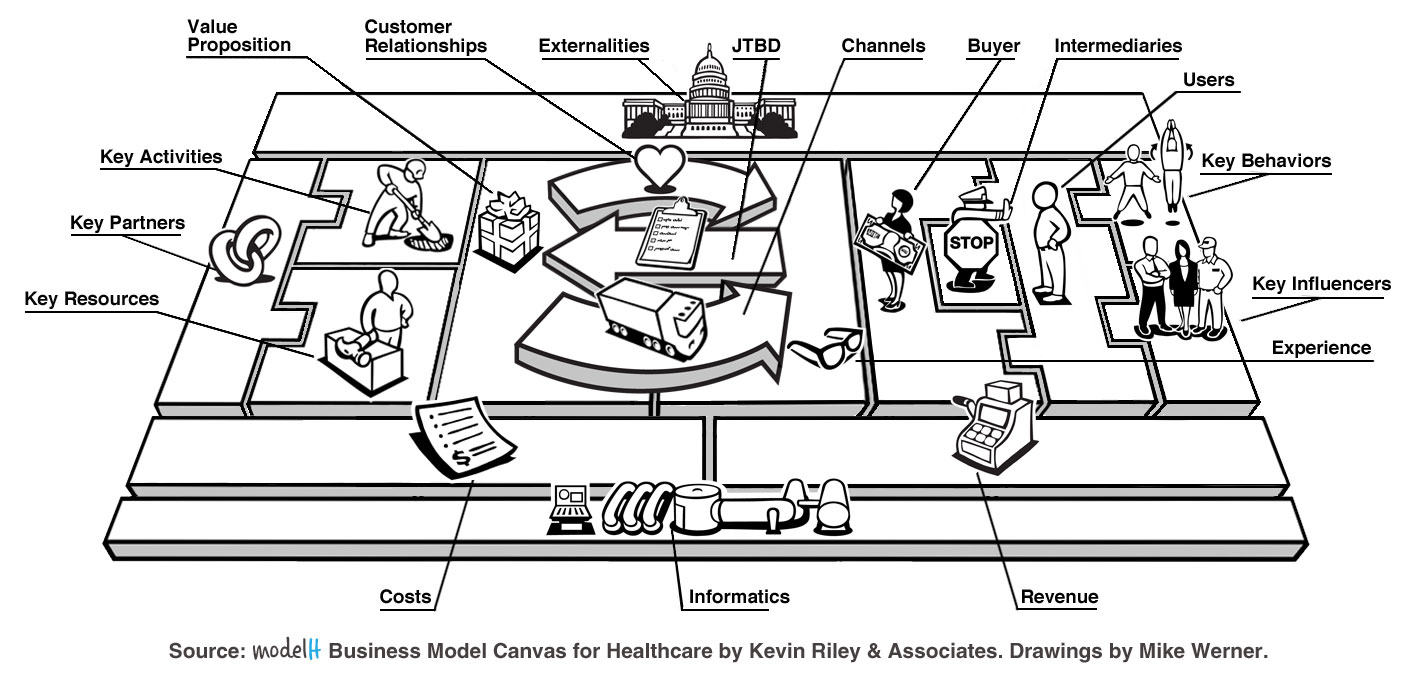 Value
Proposition
Customer
Relationships
Externalities
JTBD
Channels
Buyer
Intermediaries
Users
Key Activities
Key Behaviors
Key Partners
STOP
Key Resources
Key Influencers
Experience
$
Costs
Informatics
Revenue
Source: modelH Business Model Canvas for Healthcare by Kevin Riley & Associates. Drawings by Mike Werner.